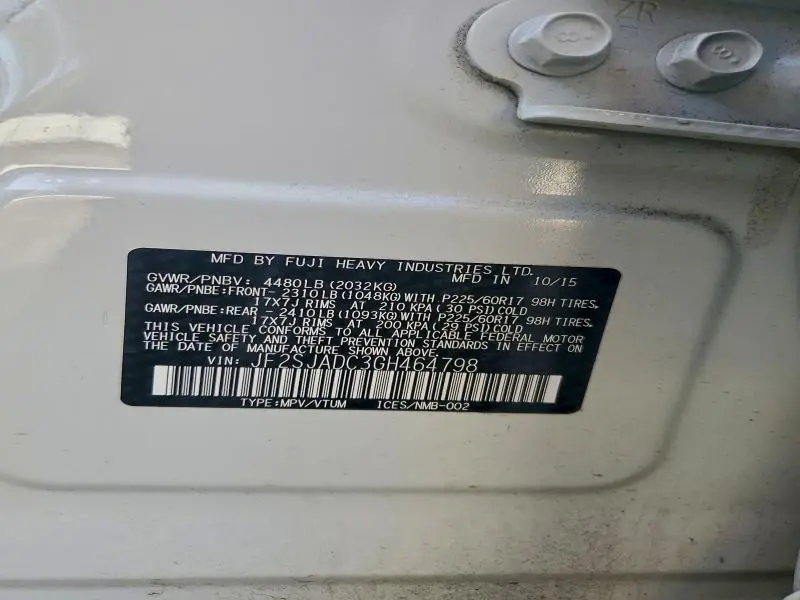 ZR
8
8
MFD BY FUJI HEAVY INDUSTRIES LTD.
GVWR/PNBV: 4480LB (2032KG) MFD IN 10/15
GAWR/PNBE:FRONT- 2310LB (1048KG) WITH P225/60R17 98H TIRES,
17X7J RIMS AT 210 KPA (30 PSI) COLD
GAWR/PNBE:REAR - 2410LB (1093KG) WITH P225/60R17 98H TIRES,
17X7J RIMS AT 200 KPA (29 PSI) COLD
THIS VEHICLE CONFORMS TO ALL APPLICABLE FEDERAL MOTOR
VEHICLE SAFETY AND THEFT PREVENTION STANDARDS IN EFFECT ON
THE DATE OF MANUFACTURE SHOWN ABOVE.
VIN: JF2SJADC3GH464798
TYPE:MPV/VTUM ICES/NMB-002